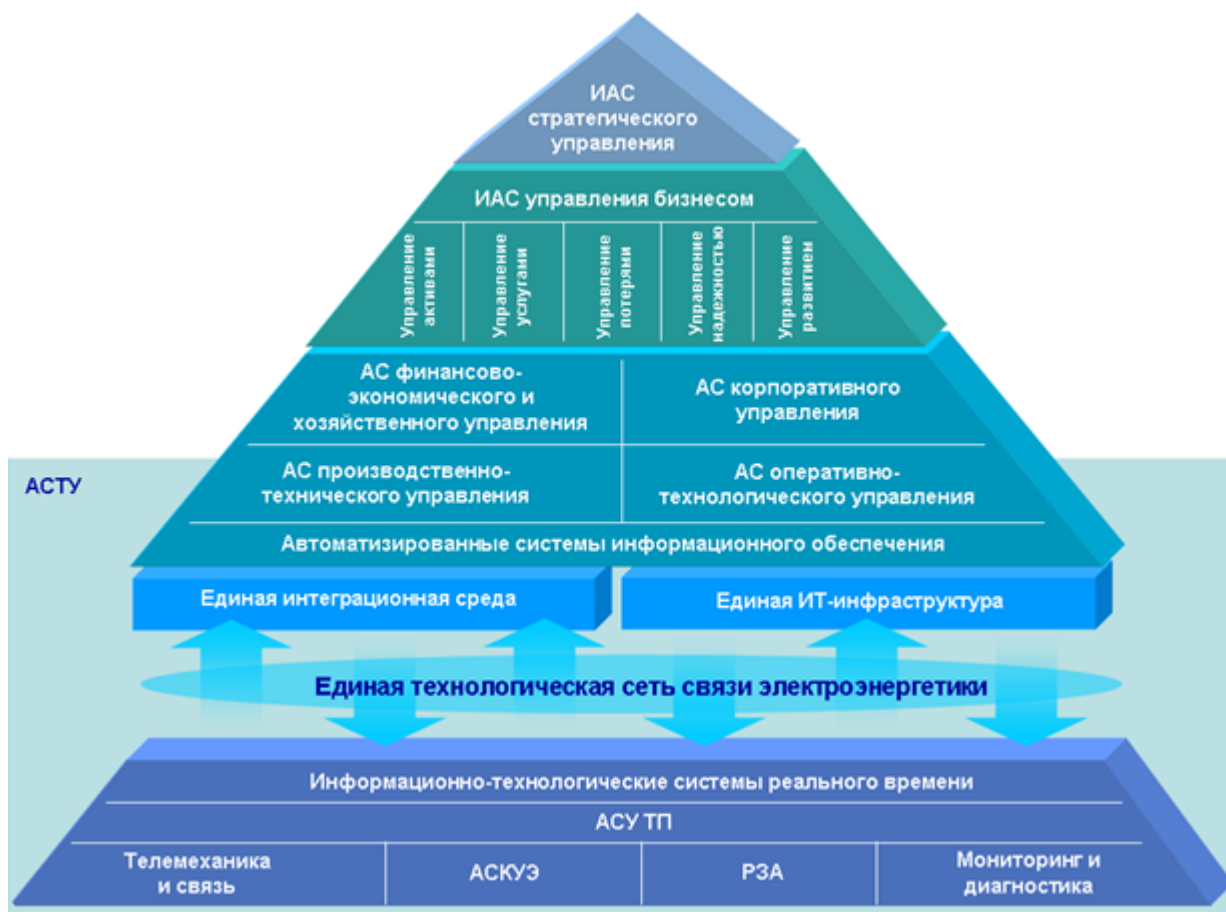 ИАС
стратегического
управления
ИАС управления бизнесом
Управление
активами
Управление
услугами
Управление
потерями
Управление
надежностью
Управление
развитием
АС финансово-
экономического и
хозяйственного управления
АС корпоративного
управления
АСТУ
АС производственно-
технического управления
АС оперативно-
технологического управления
Автоматизированные системы информационного обеспечения
Единая интеграционная среда
Единая ИТ-инфраструктура
Единая технологическая сеть связи электроэнергетики
Информационно-технологические системы реального времени
АСУ ТП
Телемеханика
и связь
АСКУЭ
РЗА
Мониторинг и
диагностика